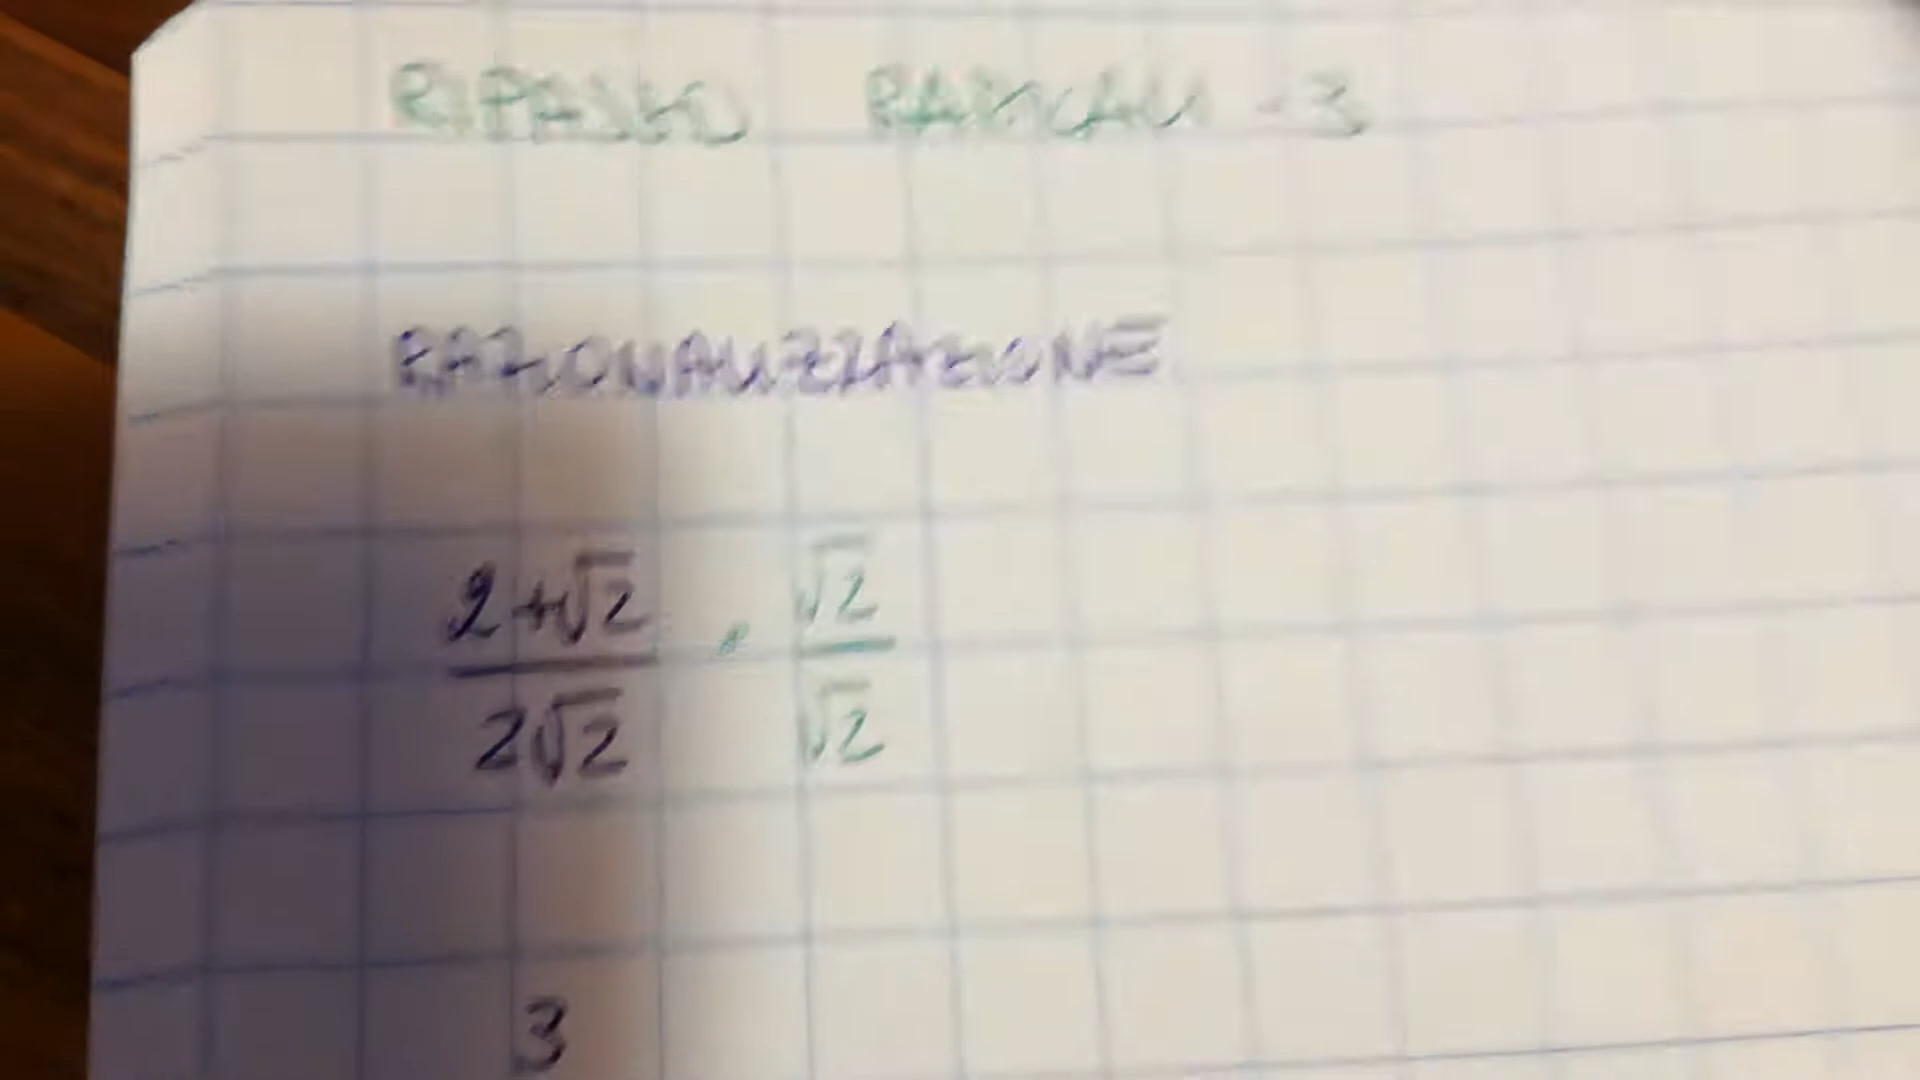 RIPASSO RADICALI - 3
RAZIONALIZZAZIONE
2+√2 / 2√2 · √2 / √2
3